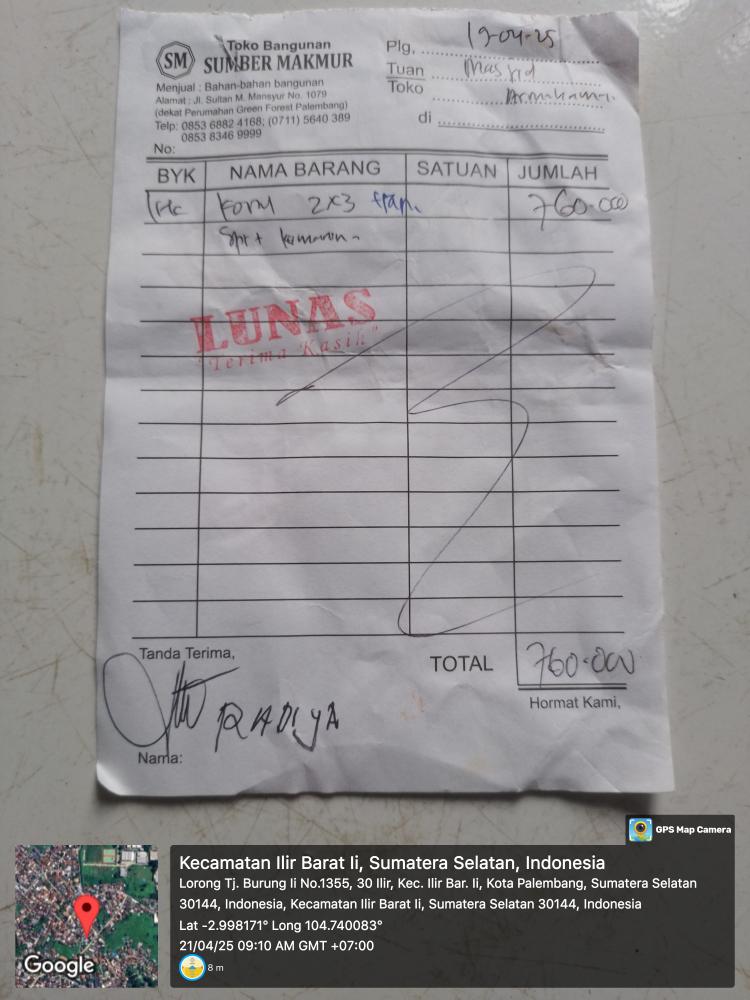 Toko Bangunan
SM SUMBER MAKMUR
Menjual : Bahan-bahan bangunan
Alamat : Jl. Sultan M. Mansyur No. 1079
(dekat Perumahan Green Forest Palembang)
Telp: 0853 6882 4168; (0711) 5640 389
0853 8346 9999
No:
Plg, 19-04-25
Tuan Masjid
Toko
di
BYK NAMA BARANG SATUAN JUMLAH
2x3 760.000
LUNAS
"Terima Kasih"
Tanda Terima,
TOTAL 760.000
Hormat Kami,
RADIYA
Nama:
GPS Map Camera
Kecamatan Ilir Barat Ii, Sumatera Selatan, Indonesia
Lorong Tj. Burung Ii No.1355, 30 Ilir, Kec. Ilir Bar. Ii, Kota Palembang, Sumatera Selatan
30144, Indonesia, Kecamatan Ilir Barat Ii, Sumatera Selatan 30144, Indonesia
Lat -2.998171° Long 104.740083°
21/04/25 09:10 AM GMT +07:00
8 m
Google